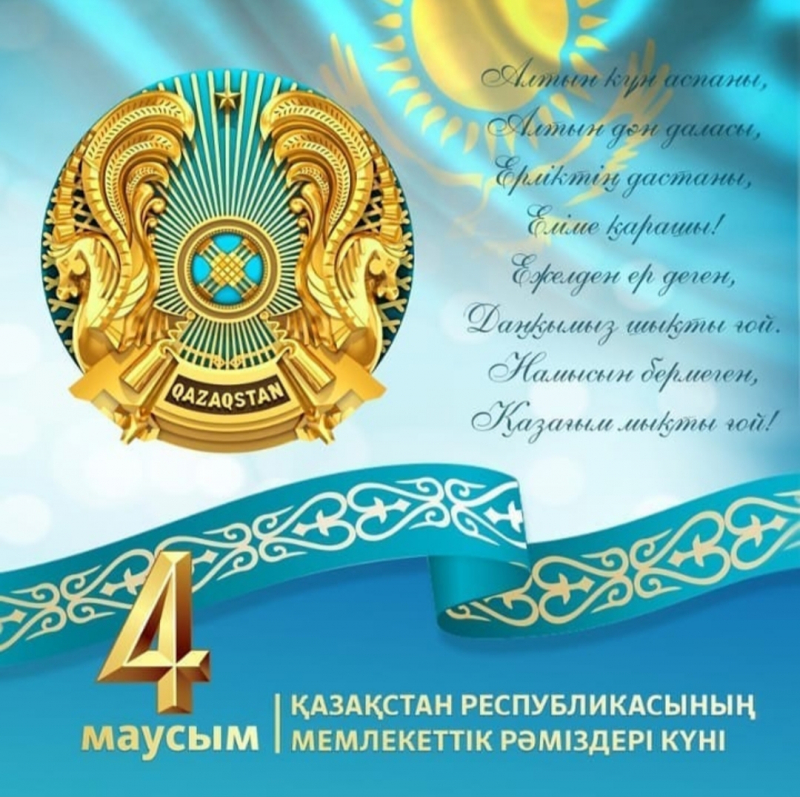 Алтын күн аспаны,
Алтын дән даласы,
Ерліктің дастаны,
Еліме қарашы!
Ежелден ер деген,
Даңқымыз шықты ғой.
Намысын бермеген,
Қазағым мықты ғой!
QAZAQSTAN
4
маусым
ҚАЗАҚСТАН РЕСПУБЛИКАСЫНЫҢ
МЕМЛЕКЕТТІК РӘМІЗДЕРІ КҮНІ